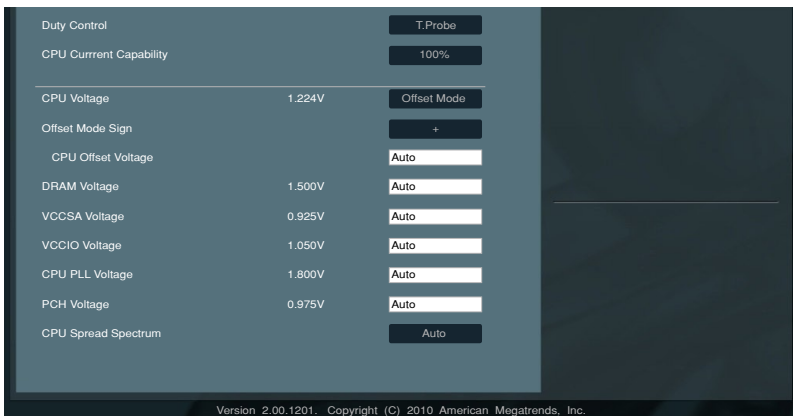 Duty Control T.Probe
CPU Currrent Capability 100%
CPU Voltage 1.224V Offset Mode
Offset Mode Sign +
CPU Offset Voltage Auto
DRAM Voltage 1.500V Auto
VCCSA Voltage 0.925V Auto
VCCIO Voltage 1.050V Auto
CPU PLL Voltage 1.800V Auto
PCH Voltage 0.975V Auto
CPU Spread Spectrum Auto
Version 2.00.1201. Copyright (C) 2010 American Megatrends, Inc.